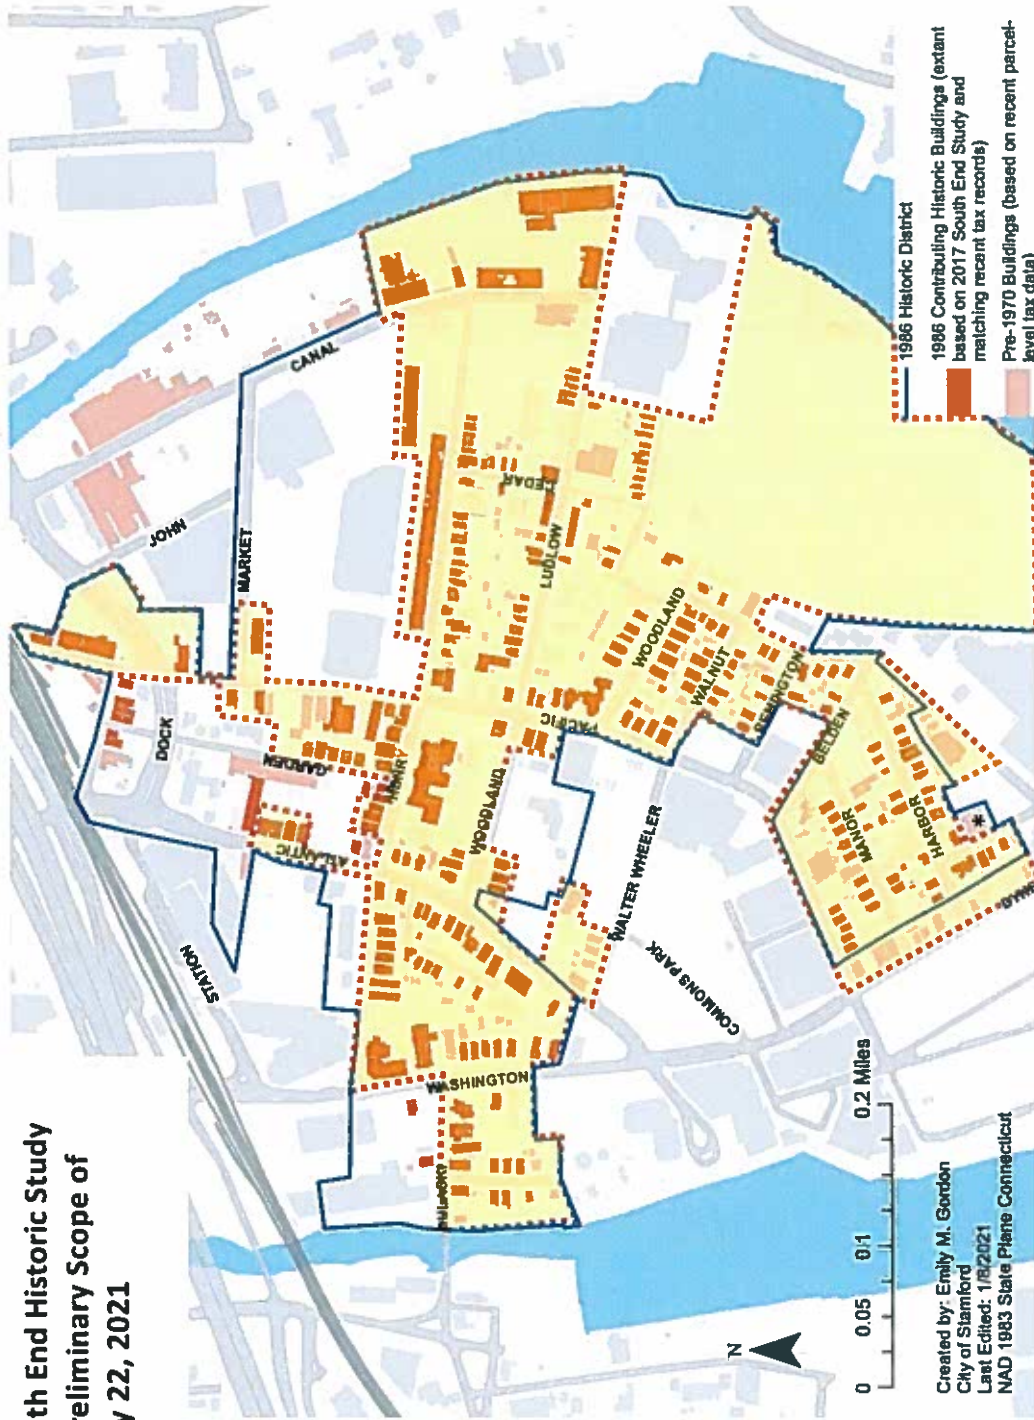 th End Historic Study
reliminary Scope of
y 22, 2021
STATION
DOCK
JOHN
MARKET
CANAL
GARDEN
ATLANTIC
HENRY
PULASKI
WASHINGTON
WOODLAND
PACIFIC
CEDAR
LUDLOW
WOODLAND
WALNUT
REMINGTON
BELDEN
WALTER WHEELER
COMMONS PARK
MANOR
HARBOR
*
1986 Historic District
1986 Contributing Historic Buildings (extant
based on 2017 South End Study and
matching recent tax records)
Pre-1970 Buildings (based on recent parcel-
level tax data)
N
0 0.05 0.1 0.2 Miles
Created by: Emily M. Gordon
City of Stamford
Last Edited: 1/8/2021
NAD 1983 State Plane Connecticut